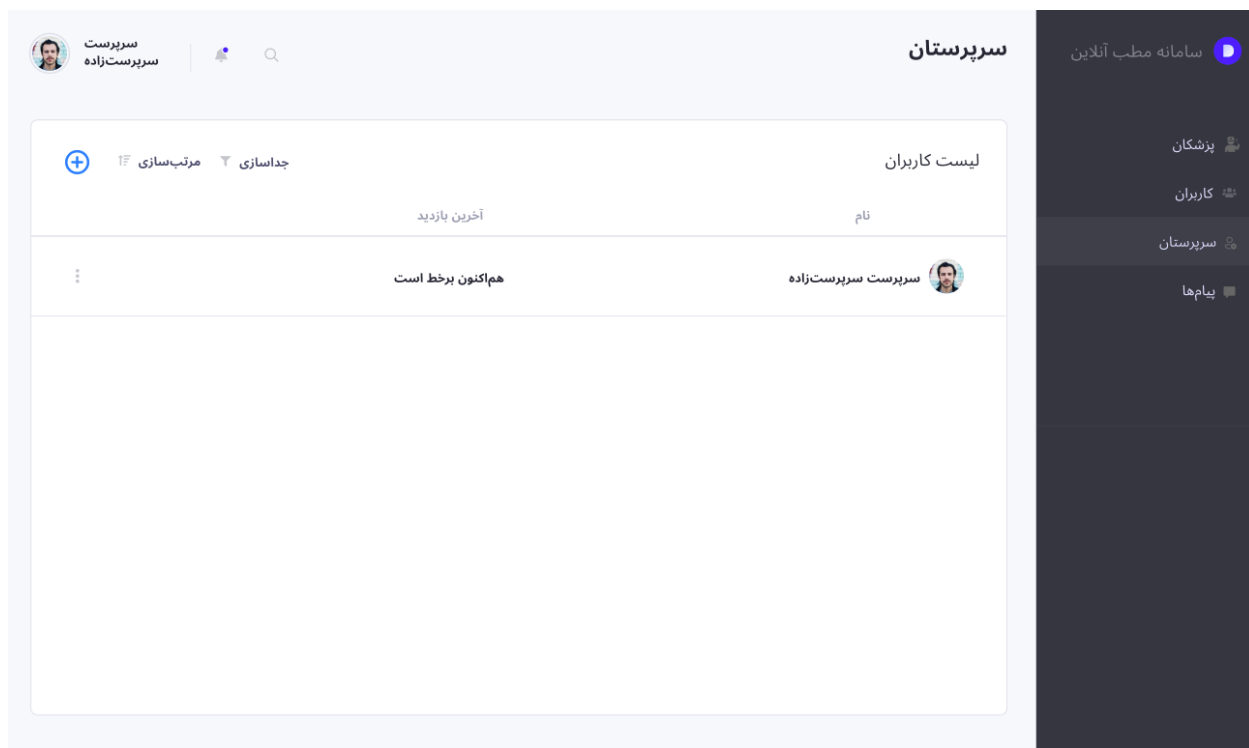 سامانه مطب آنلاین
پزشکان
کاربران
سرپرستان
پیام‌ها
سرپرستان
سرپرست
سرپرست‌زاده
لیست کاربران
جداسازی
مرتب‌سازی
نام
آخرین بازدید
سرپرست سرپرست‌زاده
هم‌اکنون برخط است